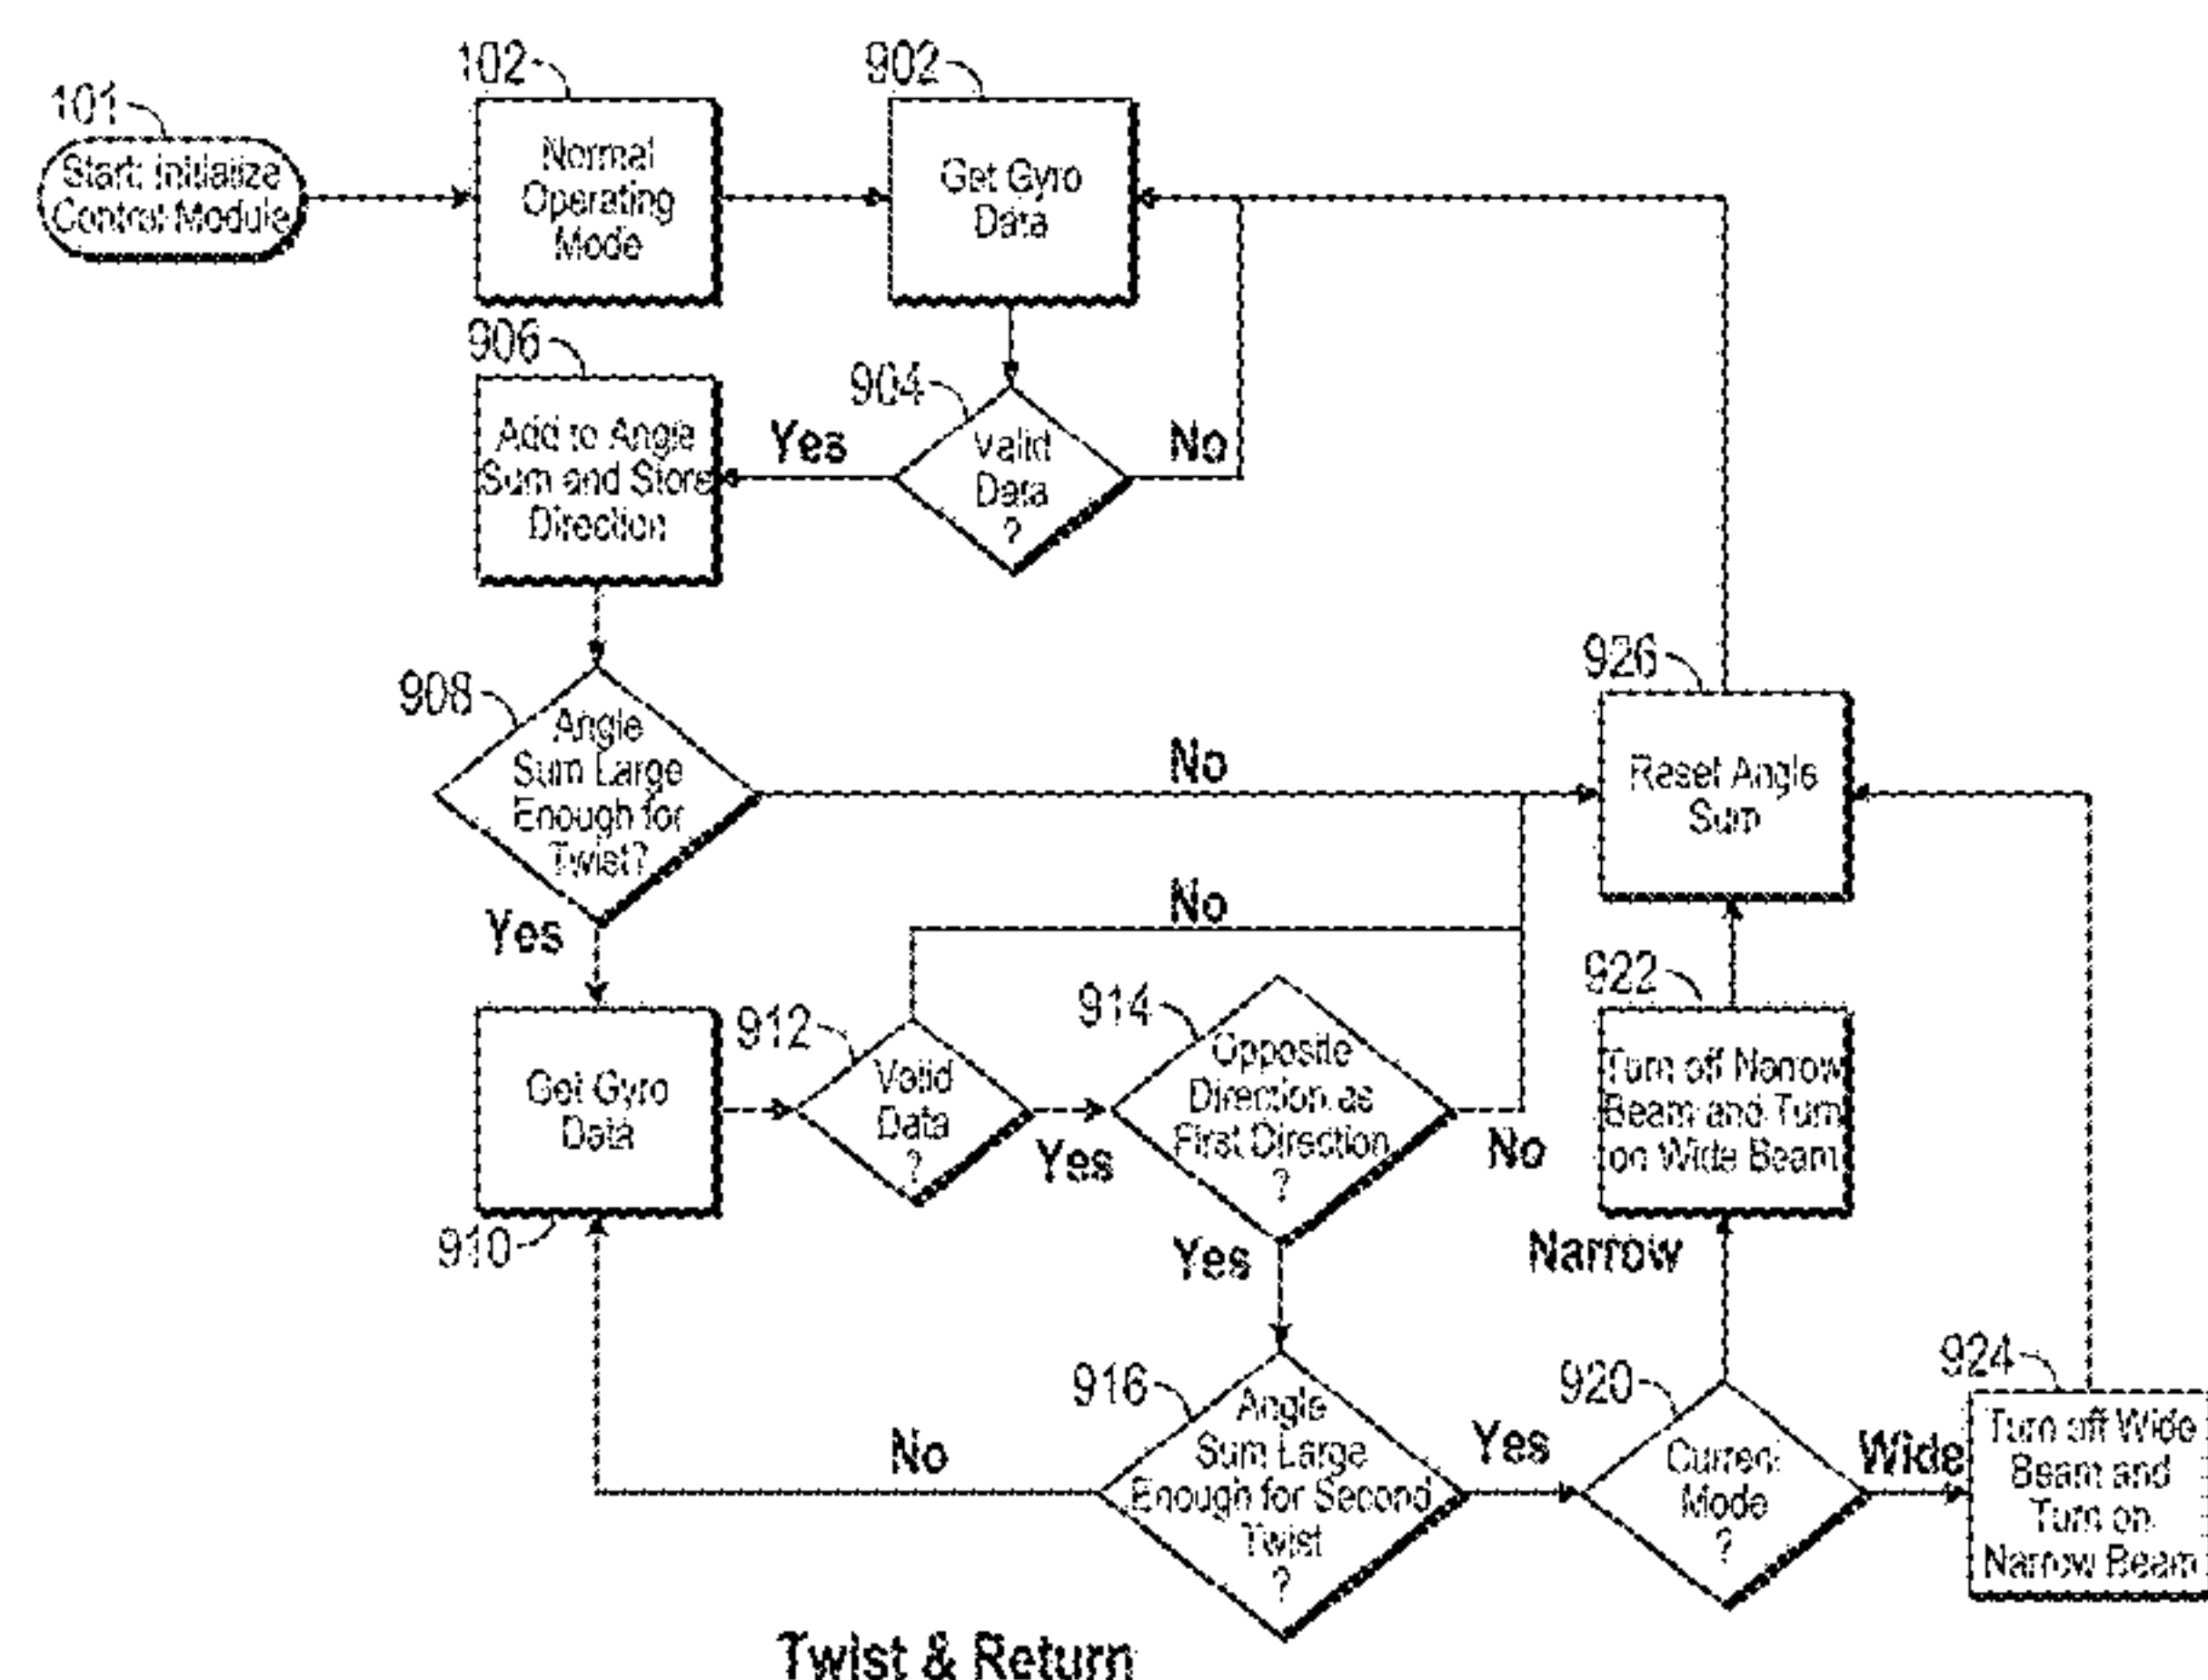 101
Start: Initialize
Control Module
102
Normal
Operating
Mode
902
Get Gyro
Data
904
Valid
Data
?
Yes
No
906
Add to Angle
Sum and Store
Direction
908
Angle
Sum Large
Enough for
Twist?
No
Yes
926
Reset Angle
Sum
No
910
Get Gyro
Data
912
Valid
Data
?
Yes
914
Opposite
Direction as
First Direction
?
No
Yes
922
Turn off Narrow
Beam and Turn
on Wide Beam
Narrow
916
Angle
Sum Large
Enough for Second
Twist
?
No
Yes
920
Current
Mode
?
Wide
924
Turn off Wide
Beam and
Turn on
Narrow Beam
Twist & Return